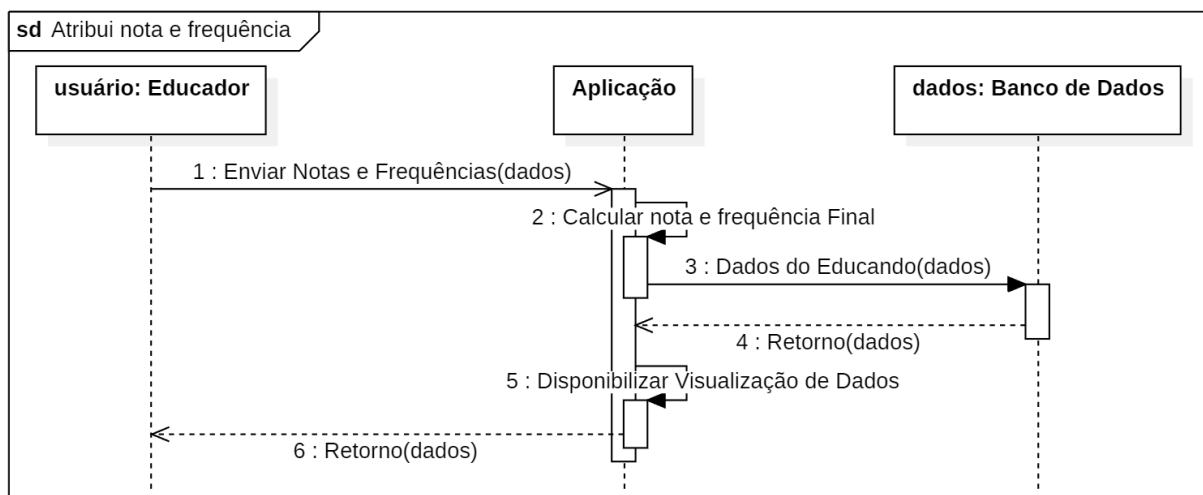 sd Atribui nota e frequência
usuário: Educador
Aplicação
dados: Banco de Dados
1 : Enviar Notas e Frequências(dados)
2 : Calcular nota e frequência Final
3 : Dados do Educando(dados)
4 : Retorno(dados)
5 : Disponibilizar Visualização de Dados
6 : Retorno(dados)